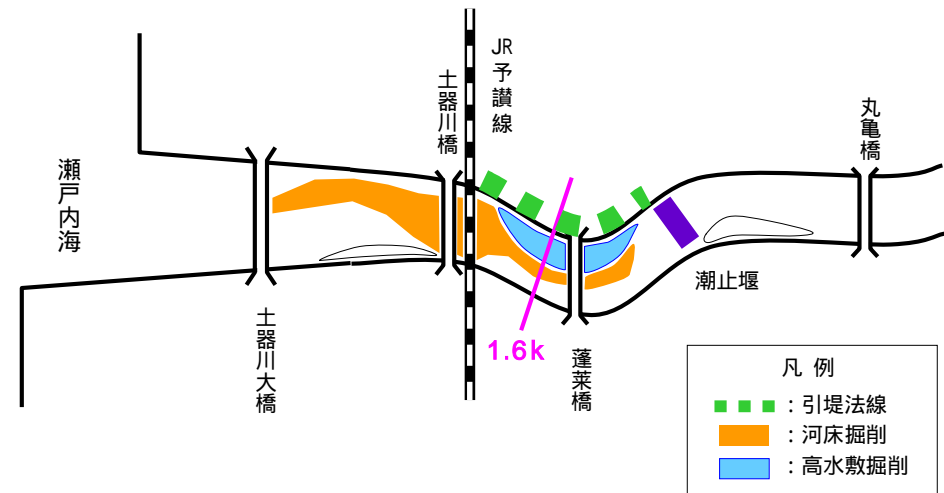 瀬戸内海
土器川大橋
土器川橋
JR予讃線
1.6k
蓬莱橋
潮止堰
丸亀橋
凡例
：引堤法線
：河床掘削
：高水敷掘削